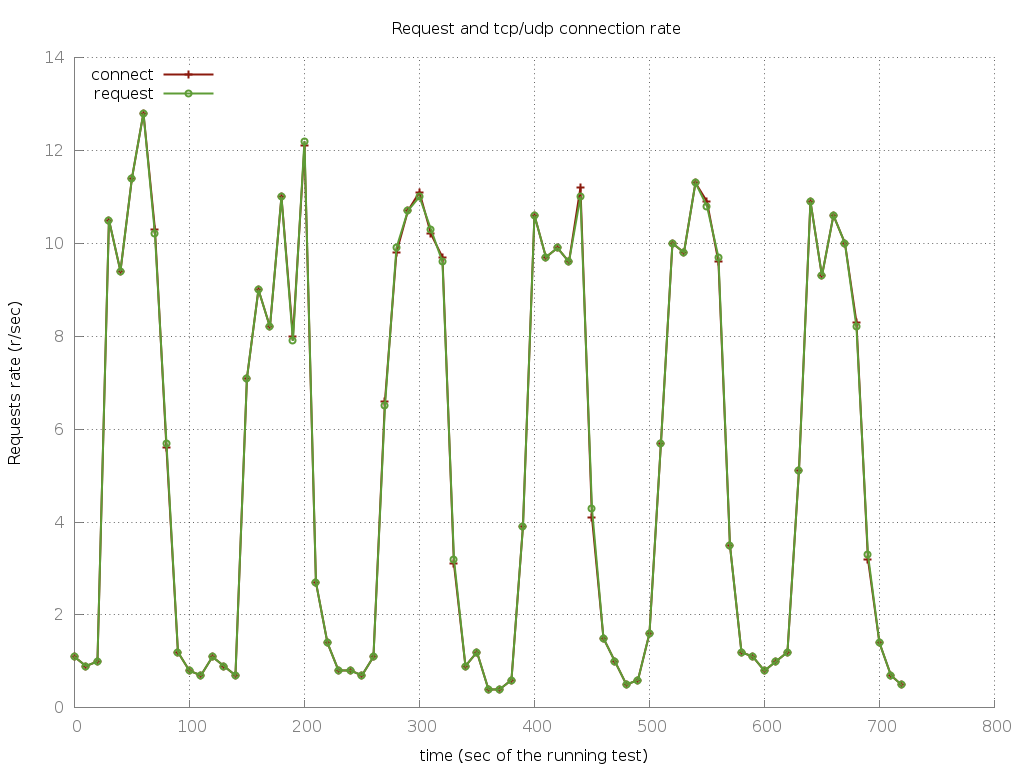 Request and tcp/udp connection rate
connect
request
14
12
10
8
6
4
2
0
Requests rate (r/sec)
0 100 200 300 400 500 600 700 800
time (sec of the running test)